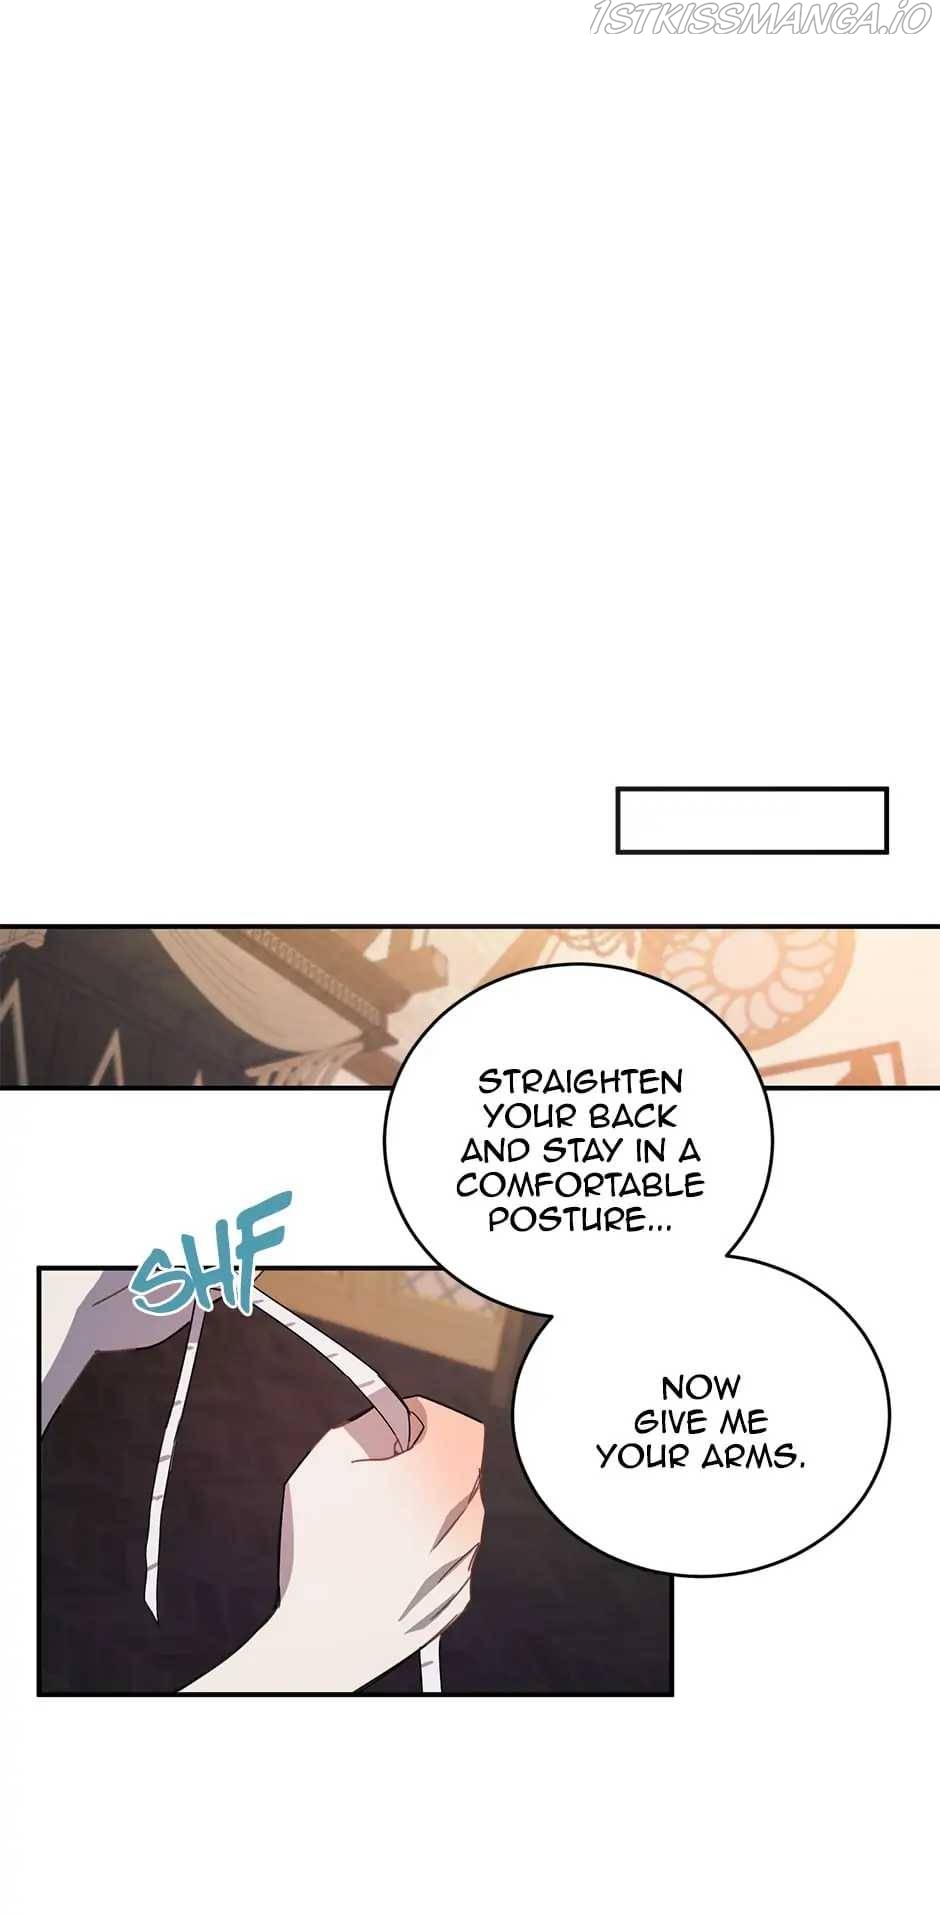 1STKISSMANGA.IO
STRAIGHTEN
YOUR BACK
AND STAY IN A
COMFORTABLE
POSTURE...
SHF
NOW
GIVE ME
YOUR ARMS.